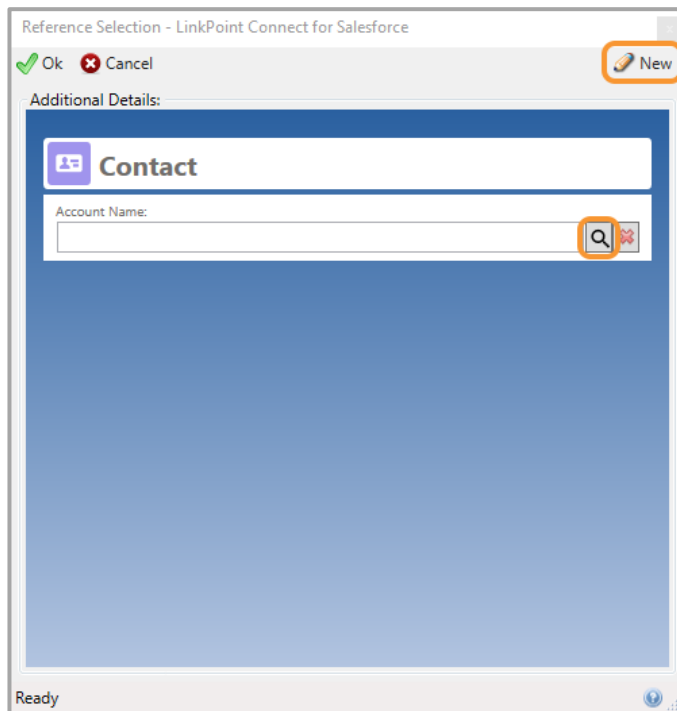 Reference Selection - LinkPoint Connect for Salesforce
Ok Cancel New
Additional Details:
Contact
Account Name:
Ready